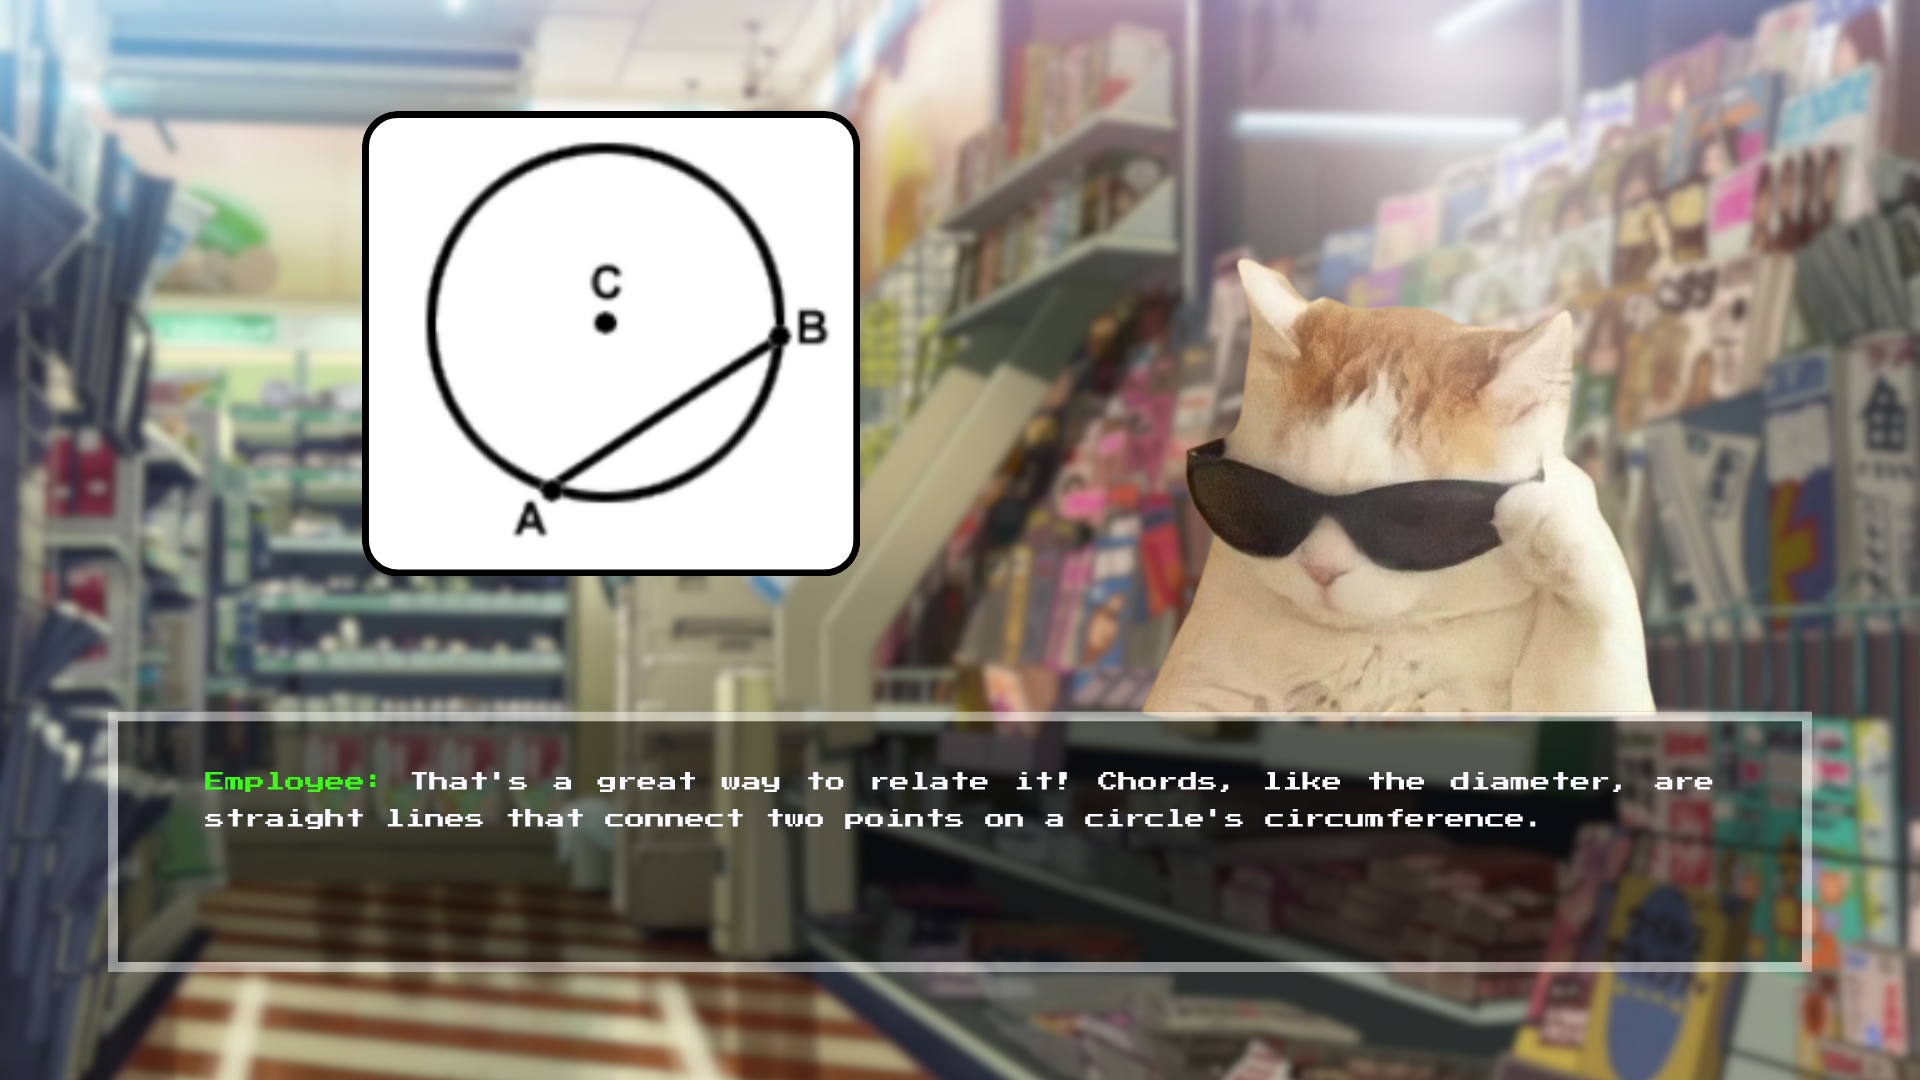 C
B
A
Employee: That's a great way to relate it! Chords, like the diameter, are
straight lines that connect two points on a circle's circumference.